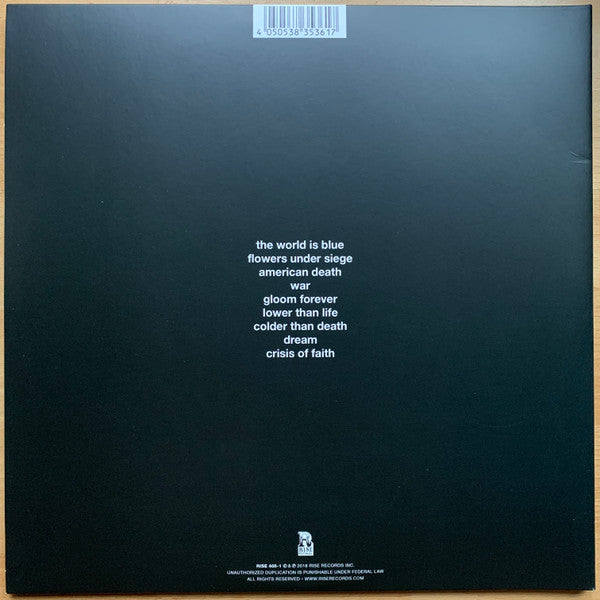 4 050538 353617
the world is blue
flowers under siege
american death
war
gloom forever
lower than life
colder than death
dream
crisis of faith
RISE
RISE 405-1 © & ℗ 2018 RISE RECORDS INC.
UNAUTHORIZED DUPLICATION IS PUNISHABLE UNDER FEDERAL LAW
ALL RIGHTS RESERVED • WWW.RISERECORDS.COM